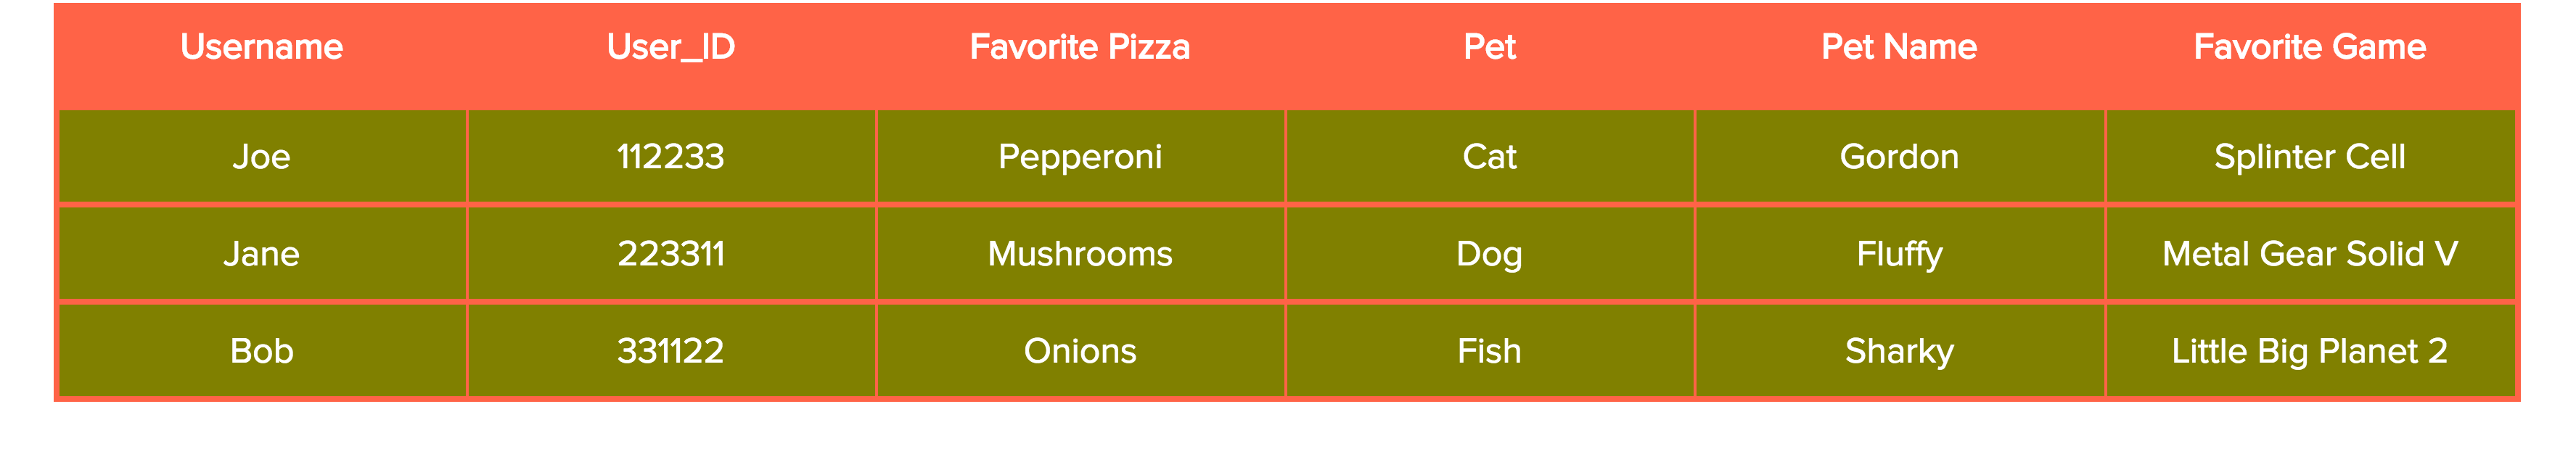 Username User_ID Favorite Pizza Pet Pet Name Favorite Game
Joe 112233 Pepperoni Cat Gordon Splinter Cell
Jane 223311 Mushrooms Dog Fluffy Metal Gear Solid V
Bob 331122 Onions Fish Sharky Little Big Planet 2